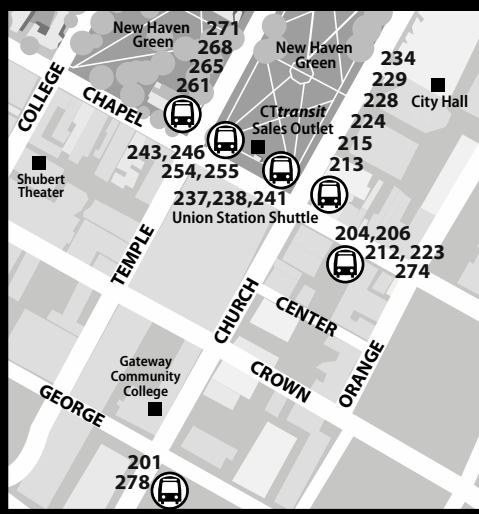 New Haven
Green
271
268
265
261
New Haven
Green
234
229
228
224
215
213
City Hall
COLLEGE
CHAPEL
CTtransit
Sales Outlet
243, 246
254, 255
Shubert
Theater
237,238,241
Union Station Shuttle
204,206
212, 223
274
TEMPLE
CHURCH
CENTER
ORANGE
CROWN
Gateway
Community
College
GEORGE
201
278